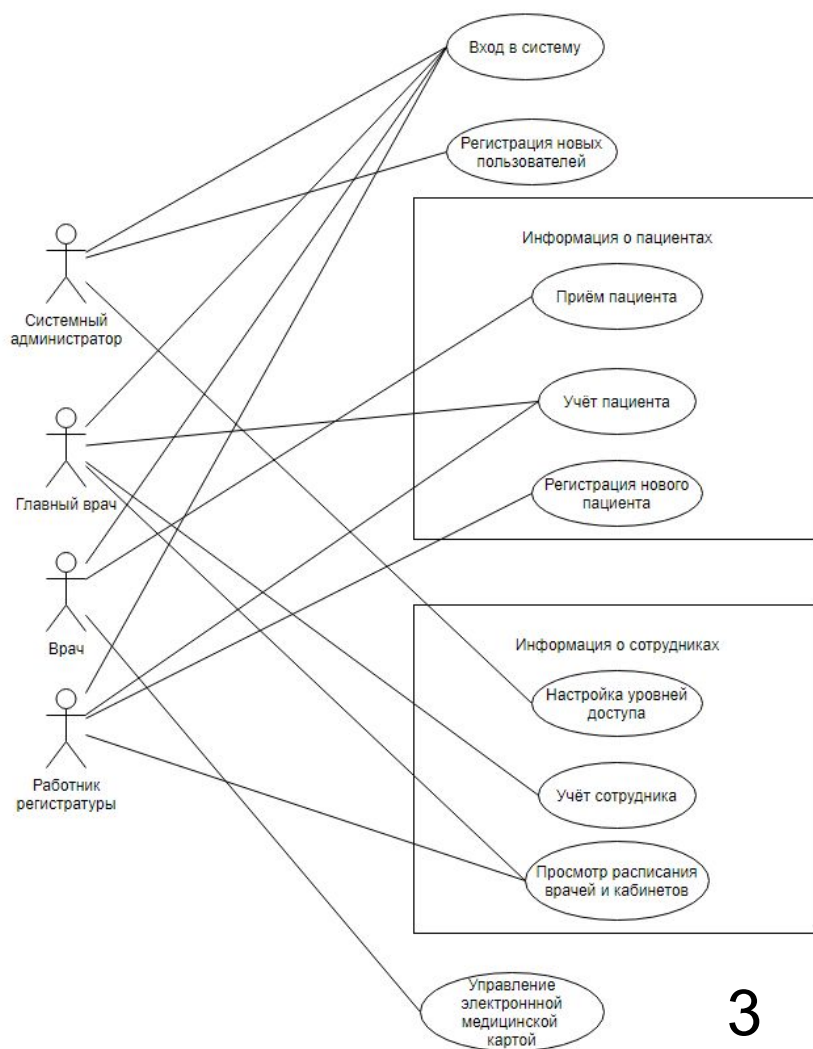 Вход в систему
Регистрация новых
пользователей
Информация о пациентах
Приём пациента
Системный
администратор
Учёт пациента
Главный врач
Регистрация нового
пациента
Врач
Информация о сотрудниках
Настройка уровней
доступа
Работник
регистратуры
Учёт сотрудника
Просмотр расписания
врачей и кабинетов
Управление
электроннной
медицинской
картой
3